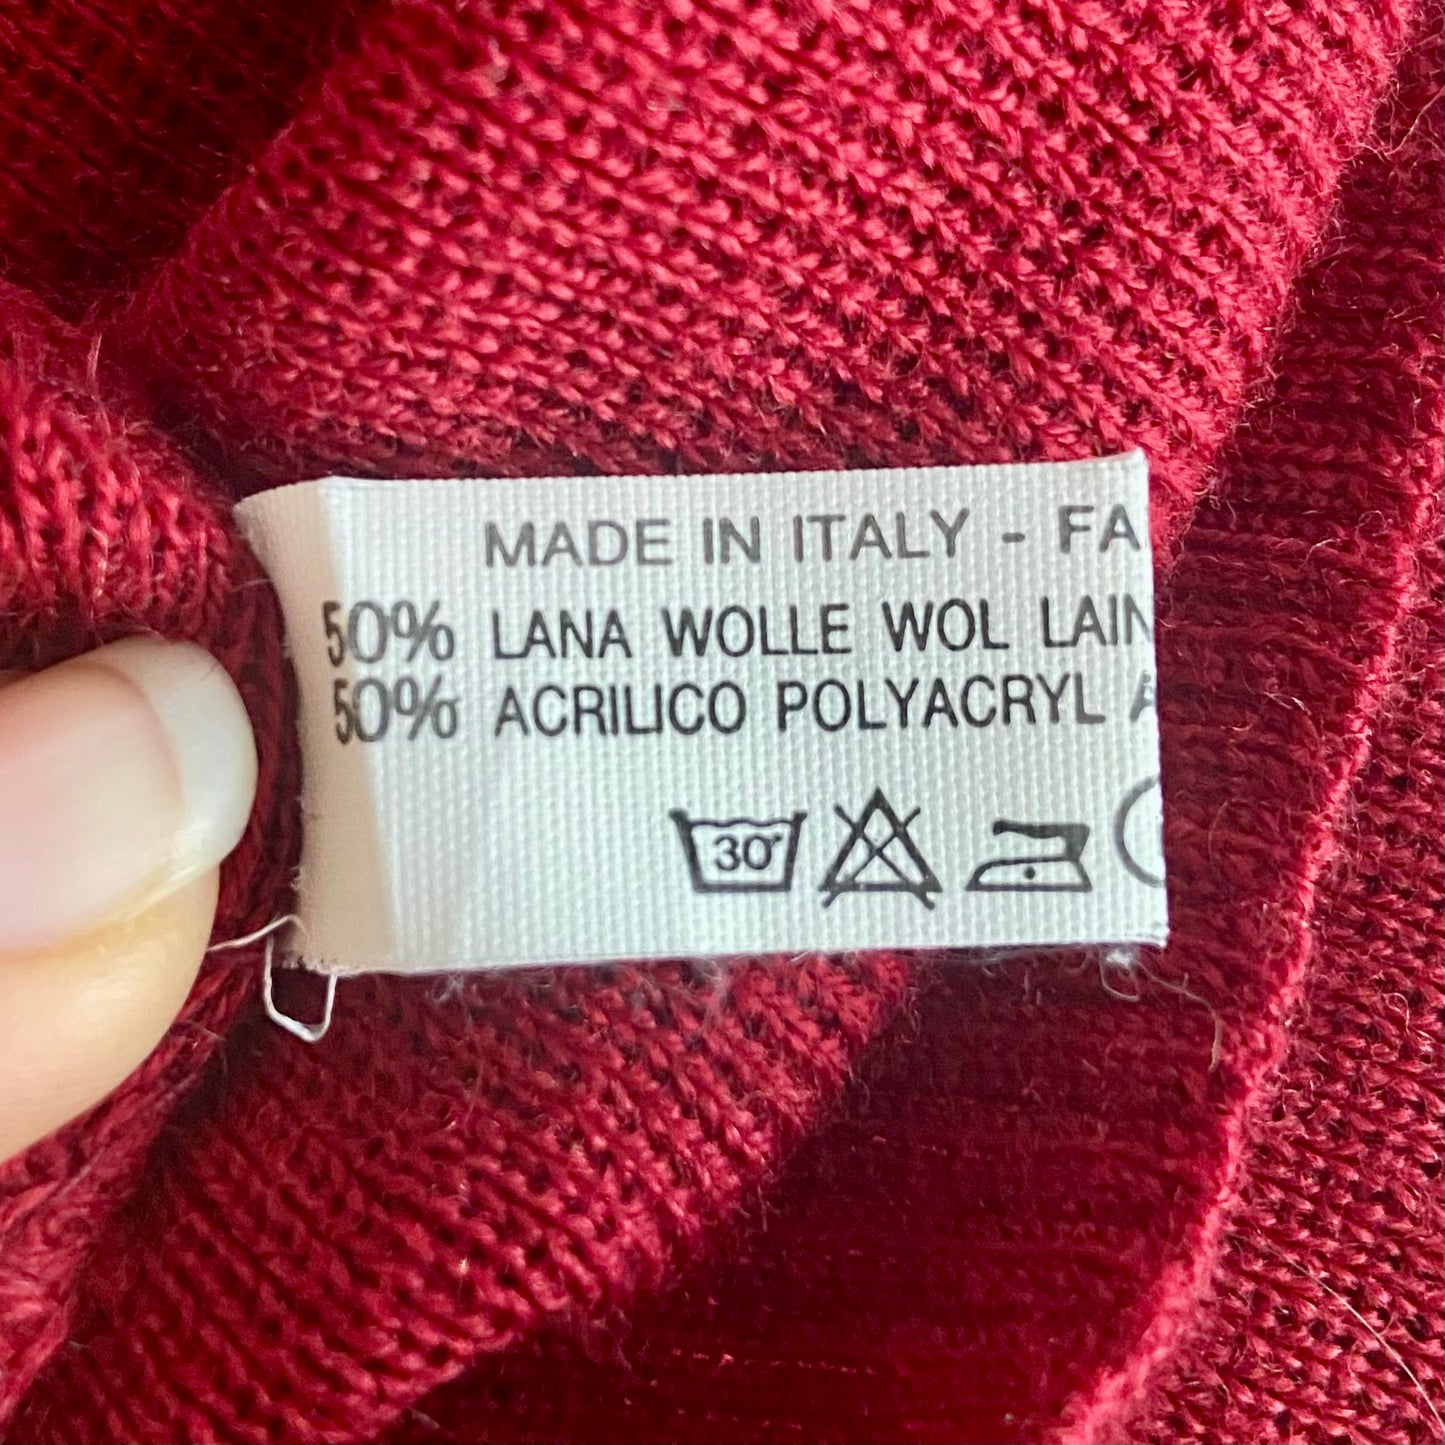 MADE IN ITALY - FA
50% LANA WOLLE WOL LAIN
50% ACRILICO POLYACRYL A
30°